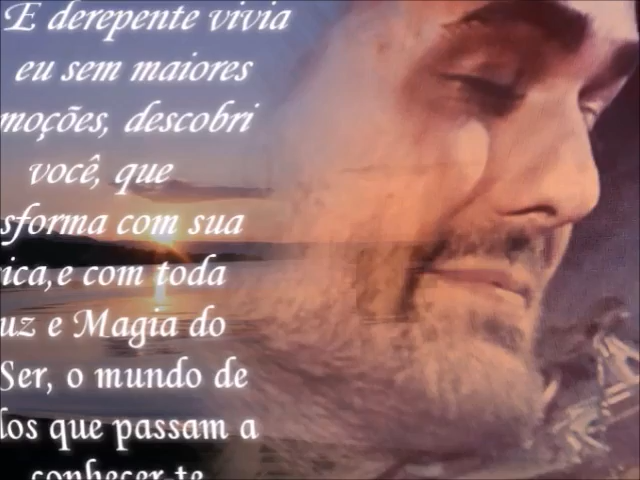 E derepente vivia
eu sem maiores
moções, descobri
você, que
sforma com sua
ica,e com toda
uz e Magia do
Ser, o mundo de
los que passam a
conhecer-te